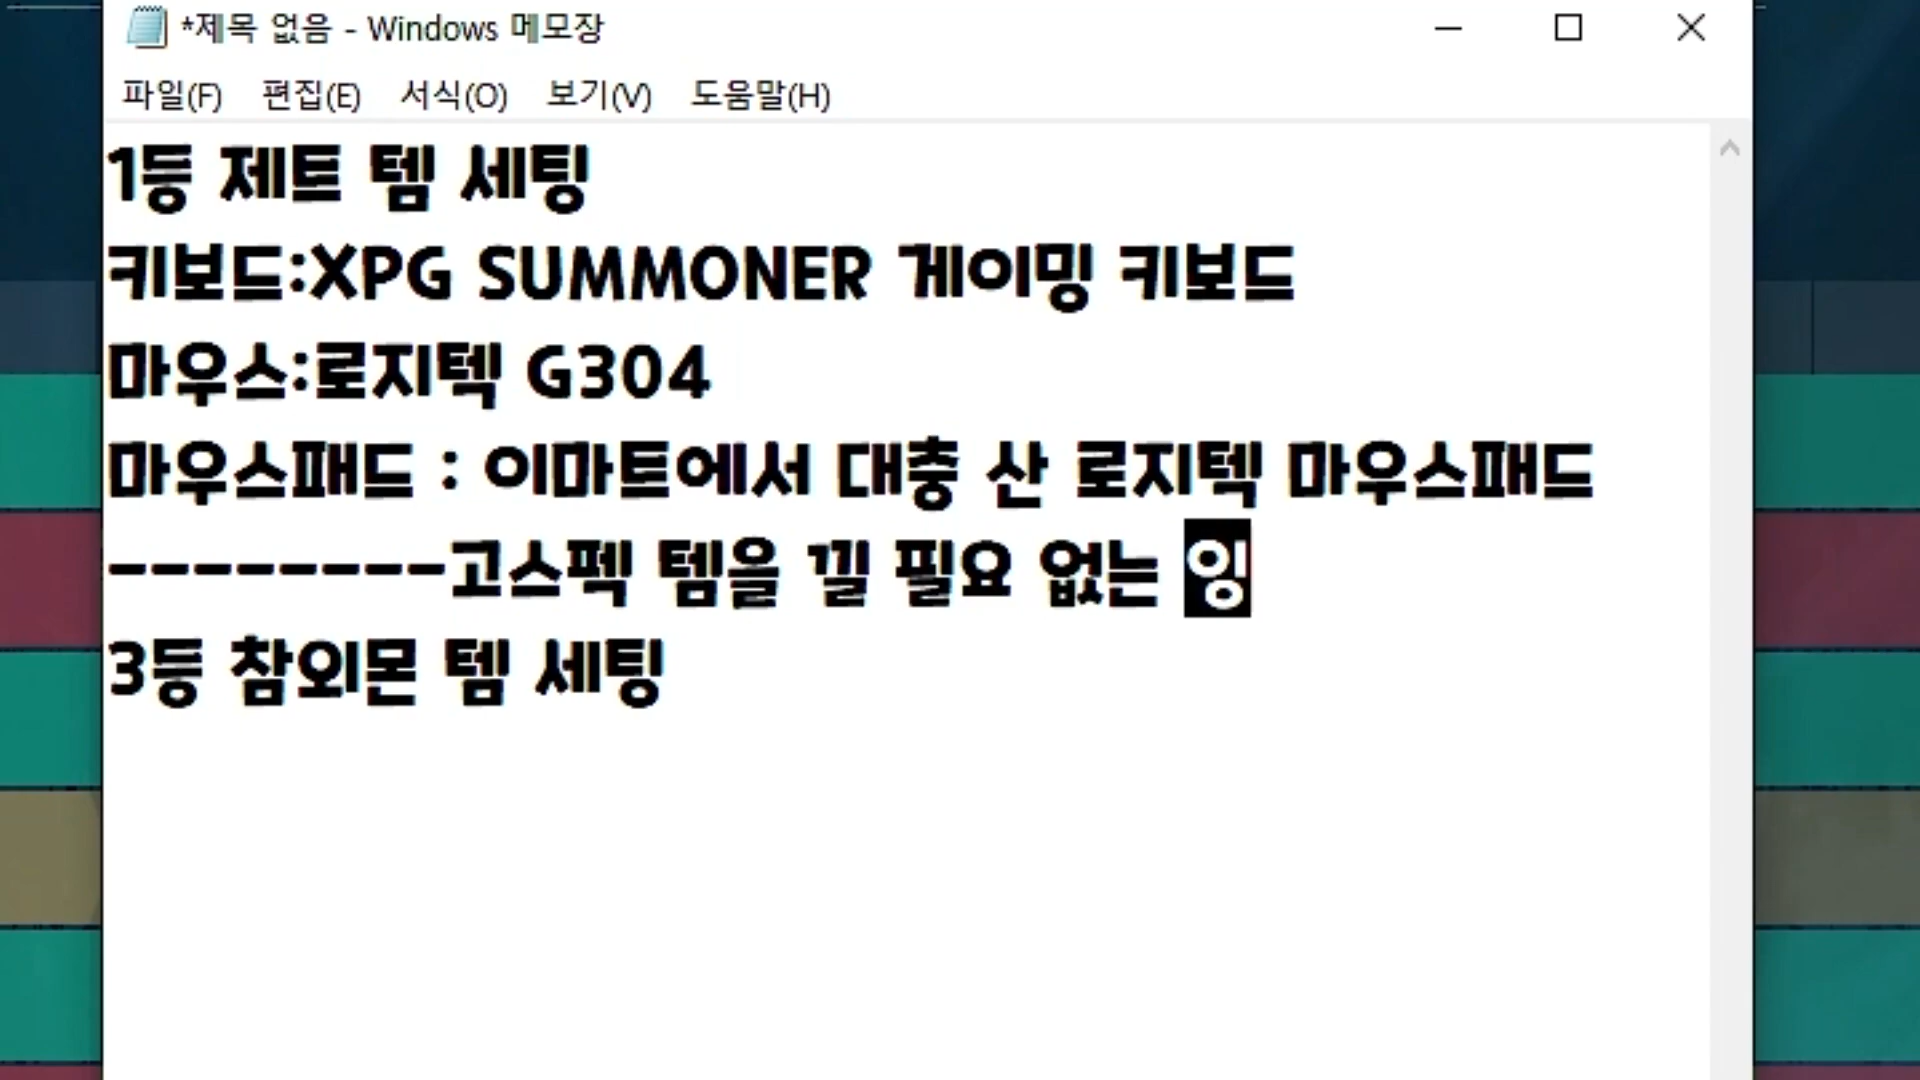 *제목 없음 - Windows 메모장
파일(F) 편집(E) 서식(O) 보기(V) 도움말(H)
1등 제트 템 세팅
키보드:XPG SUMMONER 게이밍 키보드
마우스:로지텍 G304
마우스패드 : 이마트에서 대충 산 로지텍 마우스패드
--------고스펙 템을 낄 필요 없는 잉
3등 참외몬 템 세팅